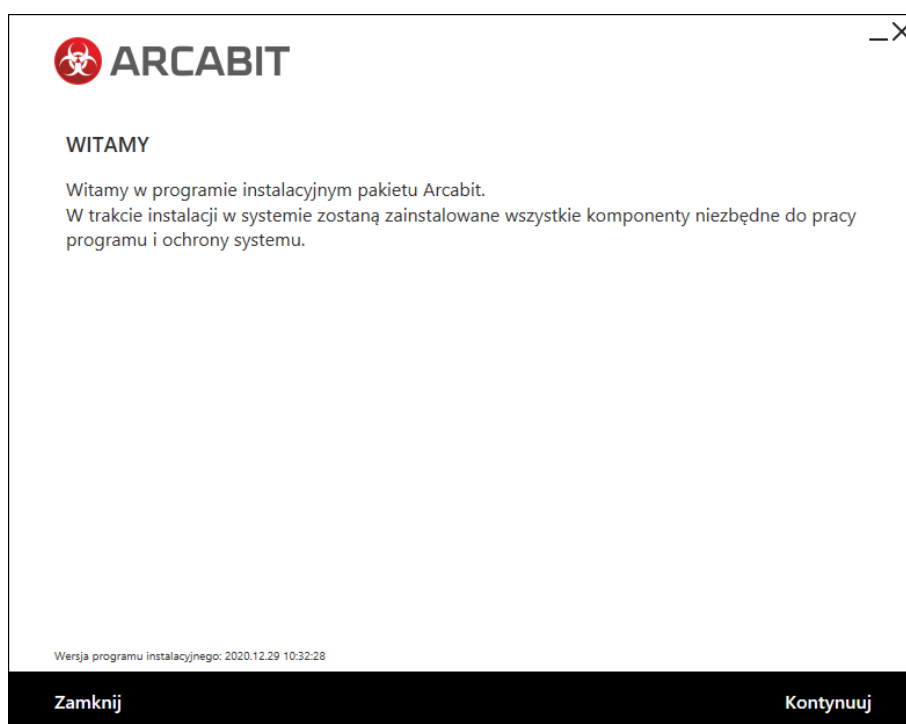 ARCABIT
WITAMY
Witamy w programie instalacyjnym pakietu Arcabit.
W trakcie instalacji w systemie zostaną zainstalowane wszystkie komponenty niezbędne do pracy
programu i ochrony systemu.
Wersja programu instalacyjnego: 2020.12.29 10:32:28
Zamknij
Kontynuuj